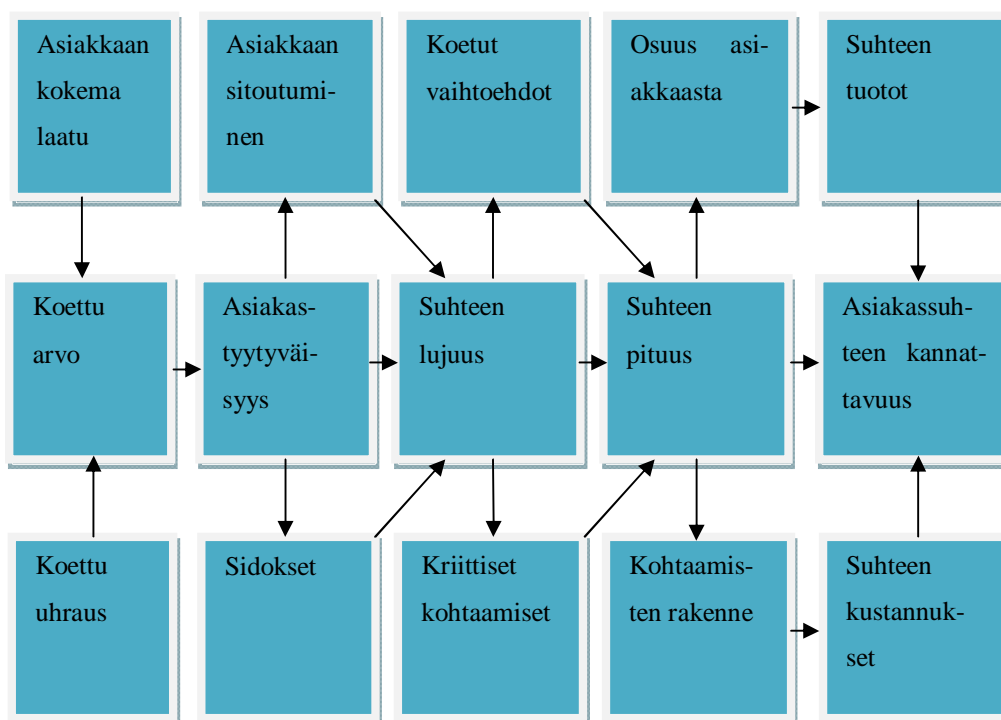 Asiakkaan
kokema
laatu
Asiakkaan
sitoutumi-
nen
Koetut
vaihtoehdot
Osuus asi-
akkaasta
Suhteen
tuotot
Koettu
arvo
Asiakas-
tyytyväi-
syys
Suhteen
lujuus
Suhteen
pituus
Asiakassuh-
teen kannat-
tavuus
Koettu
uhraus
Sidokset
Kriittiset
kohtaamiset
Kohtaamis-
ten rakenne
Suhteen
kustannuk-
set